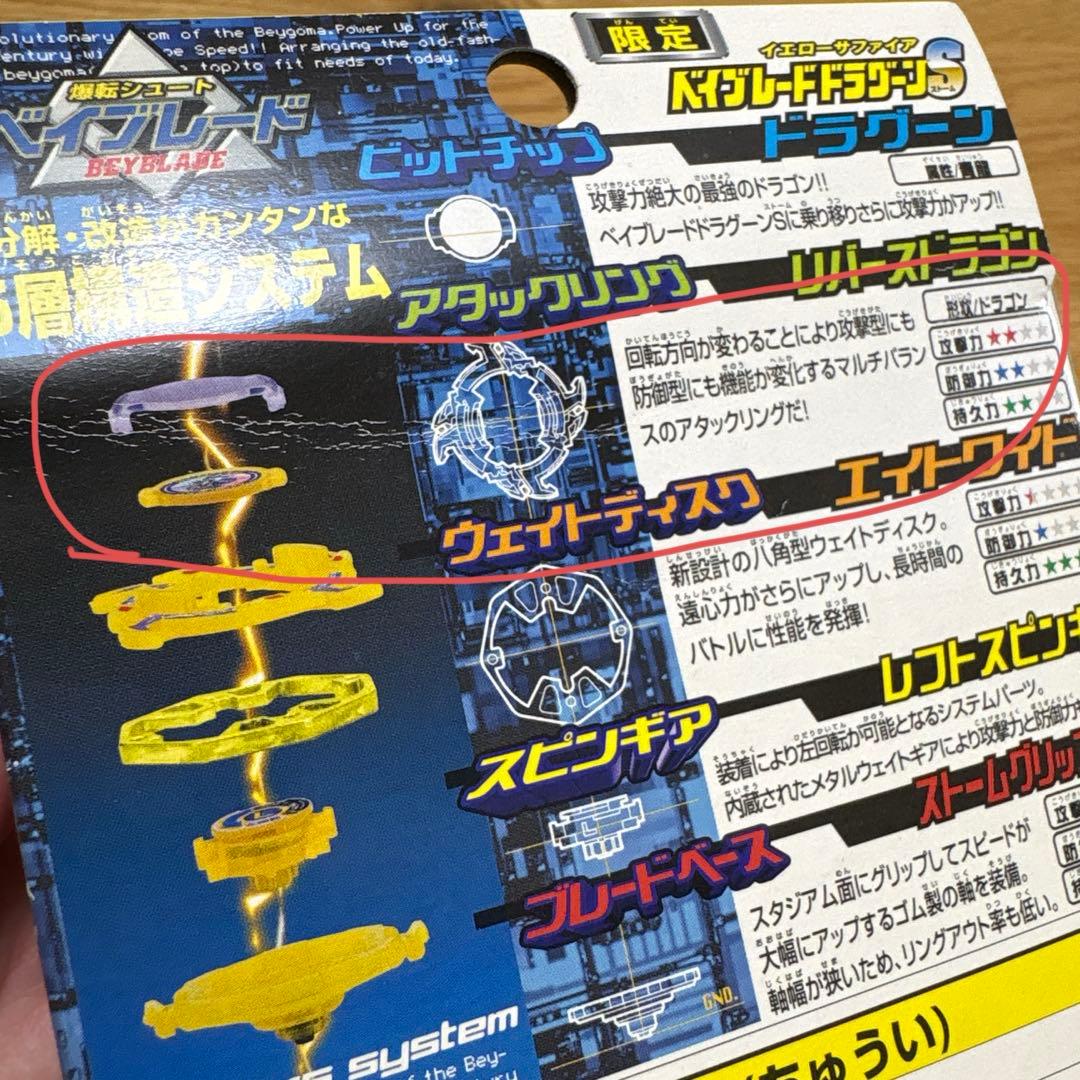 olutionary
om of the Beygoma.Power Up for the
entury wi
pe Speed!! Arranging the old-fash
beygoma(
top)to fit needs of today.
爆転シュート
ベイブレード
BEYBLADE
分解・改造がカンタンな
5層構造システム
限定
イエローサファイア
ベイブレードドラグーンS
ストーム
ビットチップ
ドラグーン
攻撃力絶大の最強のドラゴン!!
ベイブレードドラグーンSに乗り移りさらに攻撃力がアップ!!
アタックリング
リバースドラゴン
形状/ドラゴン
回転方向が変わることにより攻撃型にも
防御型にも機能が変化するマルチバラン
スのアタックリングだ!
攻撃力★★★★
防御力★★★★
持久力★★★★
ウェイトディスク
エイトワイド
新設計の八角型ウェイトディスク。
遠心力がさらにアップし、長時間の
バトルに性能を発揮!
攻撃力★★★★
防御力★★★
持久力★★★
スピンギア
レフトスピンギ
装着により左回転が可能となるシステムパーツ。
内蔵されたメタルウェイトギアにより攻撃力と防御力
ブレードベース
ストームグリッ
スタジアム面にグリップしてスピードが
大幅にアップするゴム製の軸を装備。
軸幅が狭いため、リングアウト率も低い。
攻
防
持
GNO.
system
f the Bey-
ntury
ちゅうい)